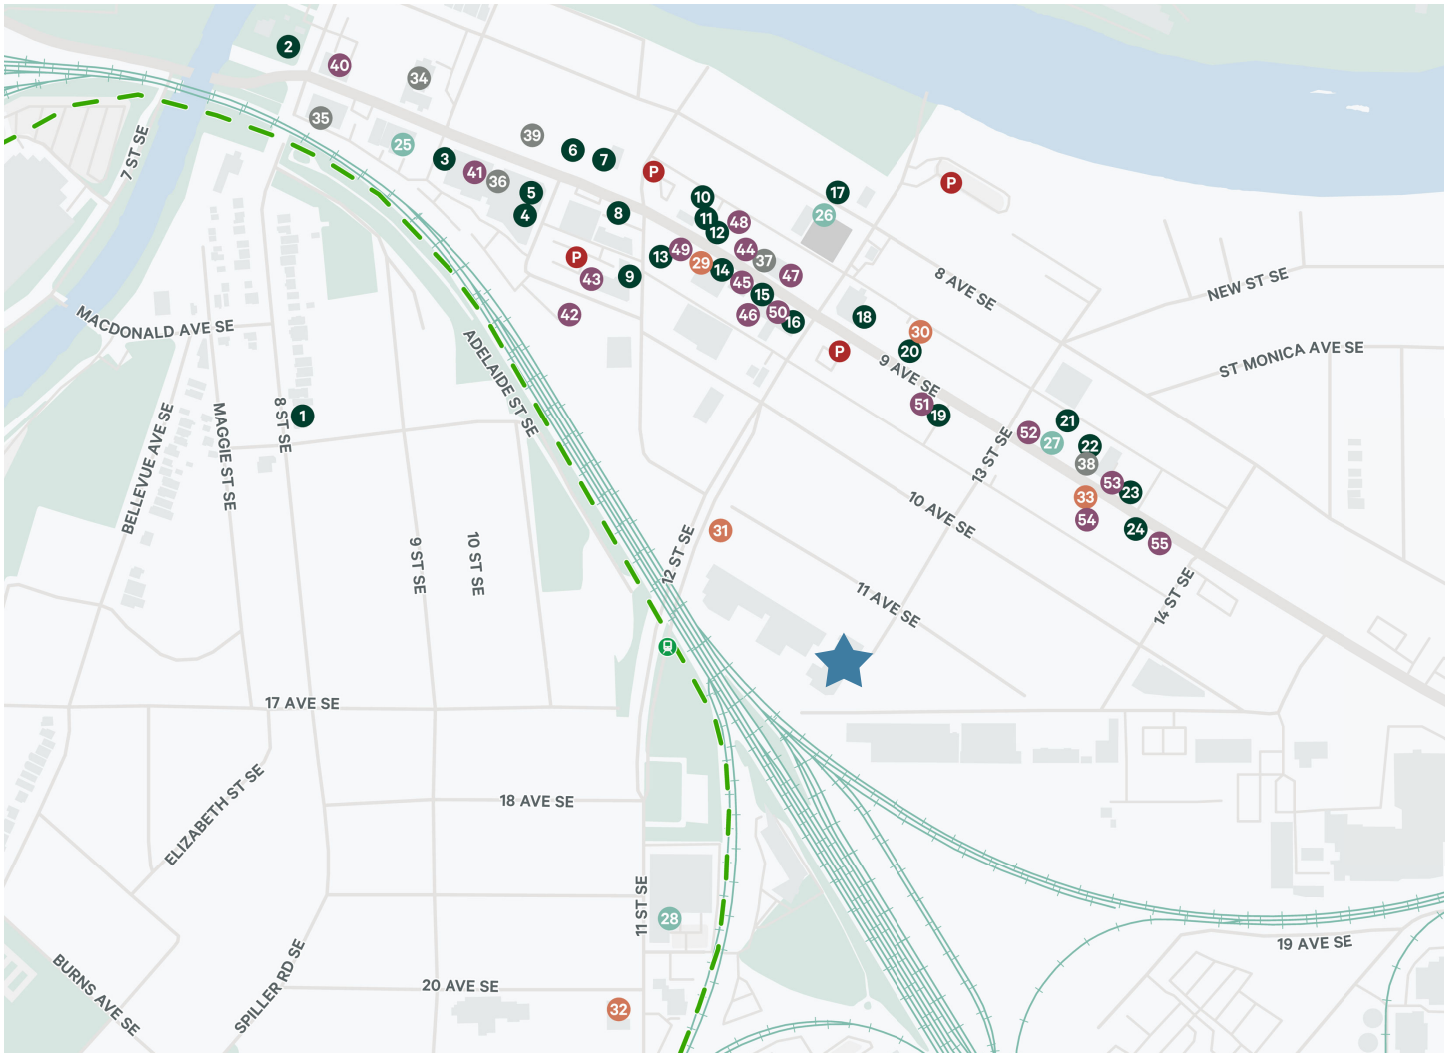 2
40
34
35
39
6
7
25
3
41
36
5
4
8
P
10
11
12
48
17
26
P
7 ST SE
P
43
9
13
49
29
14
44
37
47
45
15
46
50
16
42
8 AVE SE
NEW ST SE
MACDONALD AVE SE
ADELAIDE ST SE
18
30
20
P
9 AVE SE
ST MONICA AVE SE
51
19
1
8 ST SE
MAGGIE ST SE
BELLEVUE AVE SE
13 ST SE
52
27
21
22
38
53
23
33
54
24
55
10 AVE SE
31
12 ST SE
9 ST SE
10 ST SE
11 AVE SE
14 ST SE
17 AVE SE
18 AVE SE
ELIZABETH ST SE
11 ST SE
28
19 AVE SE
BURNS AVE SE
SPILLER RD SE
20 AVE SE
32